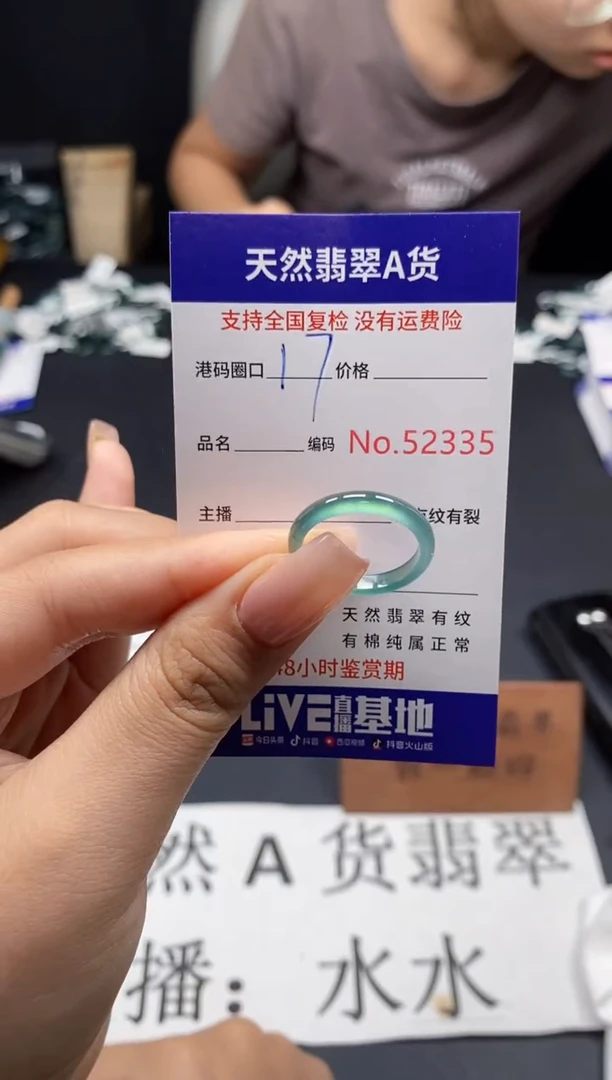 天然翡翠A货
支持全国复检 没有运费险
港码圈口 17 价格
品名 编码 No.52335
主播 纹有裂
天然翡翠有纹
有棉纯属正常
48小时鉴赏期
LIVE直播基地
今日头条 抖音 西瓜视频 抖音火山版
然A货翡翠
播：水水